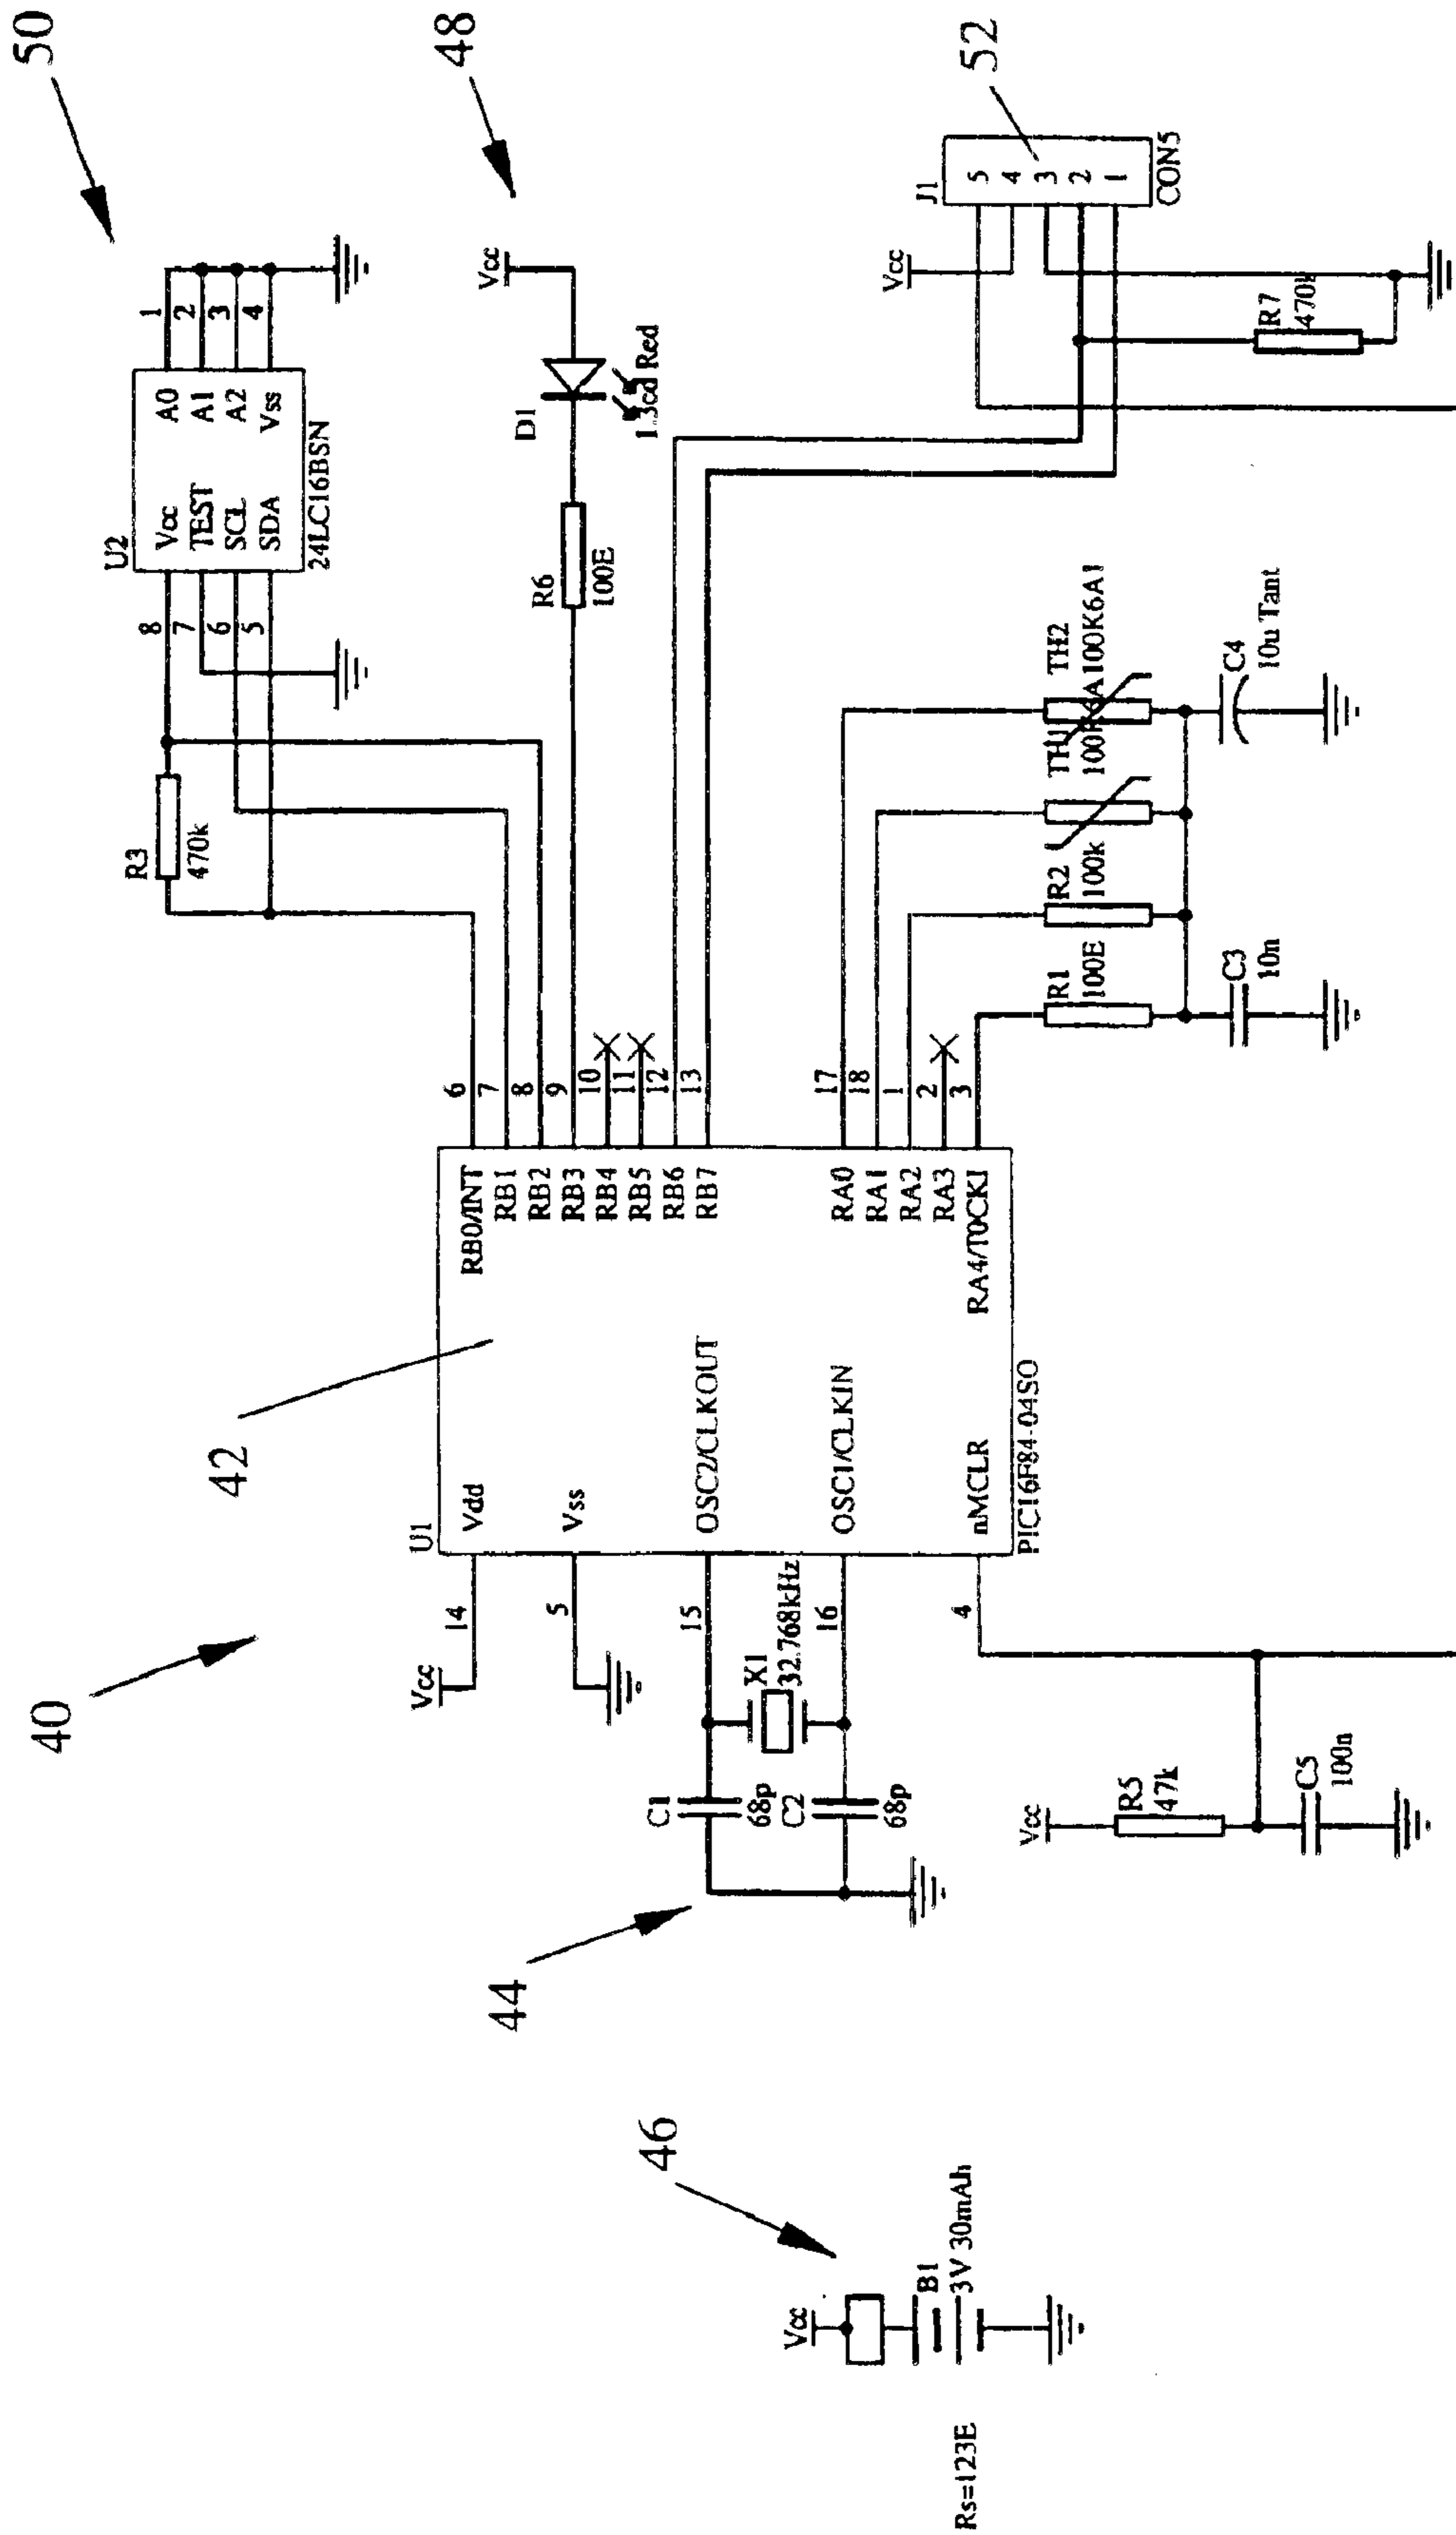 40
42
44
46
48
50
52
U2
Vcc
TEST
SCL
SDA
A0
A1
A2
Vss
8
7
6
5
1
2
3
4
24LC16BSN
R3
470k
Vcc
D1
1.3cd Red
R6
100E
J1
5
4
3
2
1
CON5
Vcc
R7
470k
U1
Vdd
Vss
OSC2/CLKOUT
OSC1/CLKIN
nMCLR
RB0/INT
RB1
RB2
RB3
RB4
RB5
RB6
RB7
RA0
RA1
RA2
RA3
RA4/T0CKI
PIC16F84-04SO
14
5
15
16
4
6
7
8
9
10
11
12
13
17
18
1
2
3
Vcc
X1
32.768kHz
C1
68p
C2
68p
R1
100E
R2
100k
TH1
TH2
100K6A1
C3
10n
C4
10u Tant
Vcc
R5
47k
C5
100n
Vcc
B1
3V 30mAh
Rs=123E